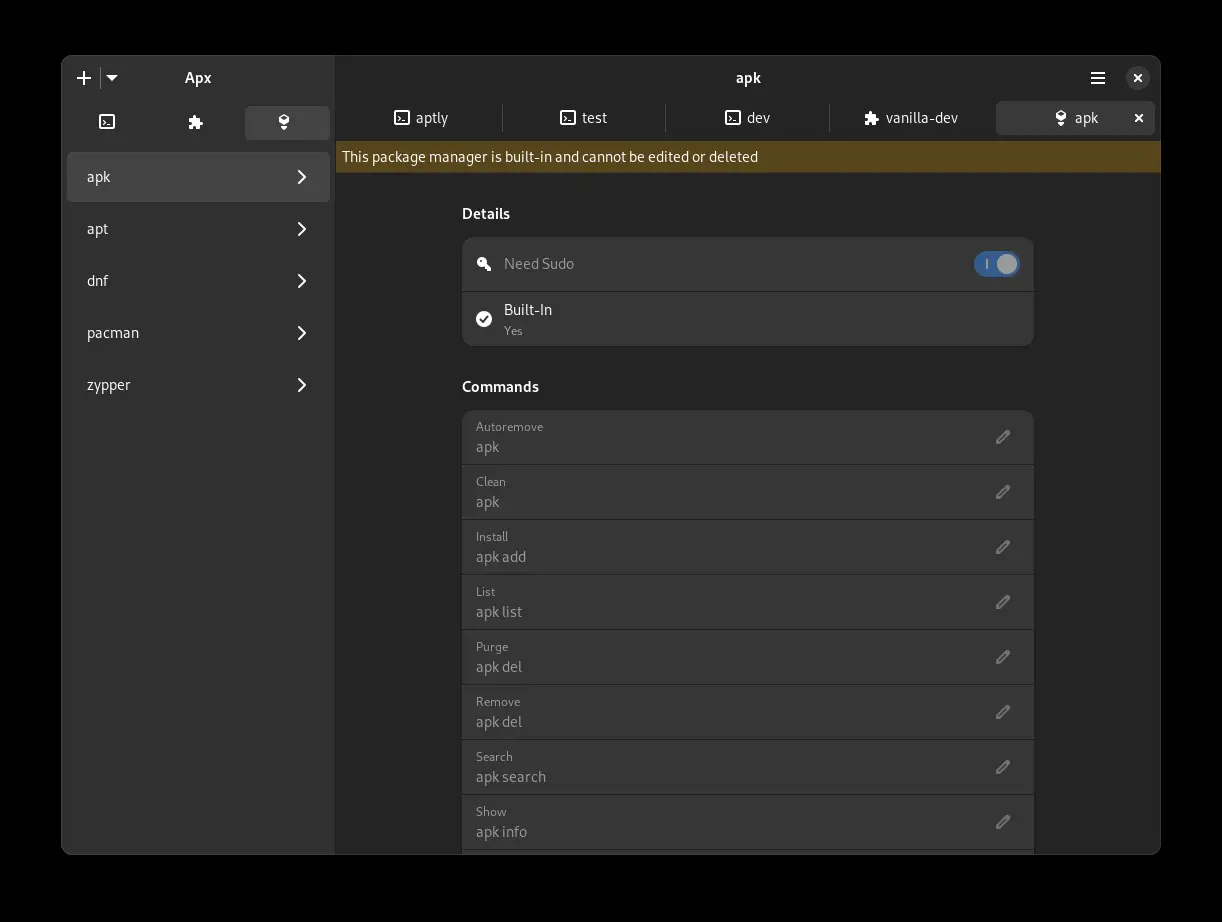 Apx
apk
aptly
test
dev
vanilla-dev
apk
apk
apt
dnf
pacman
zypper
This package manager is built-in and cannot be edited or deleted
Details
Need Sudo
Built-In
Yes
Commands
Autoremove
apk
Clean
apk
Install
apk add
List
apk list
Purge
apk del
Remove
apk del
Search
apk search
Show
apk info